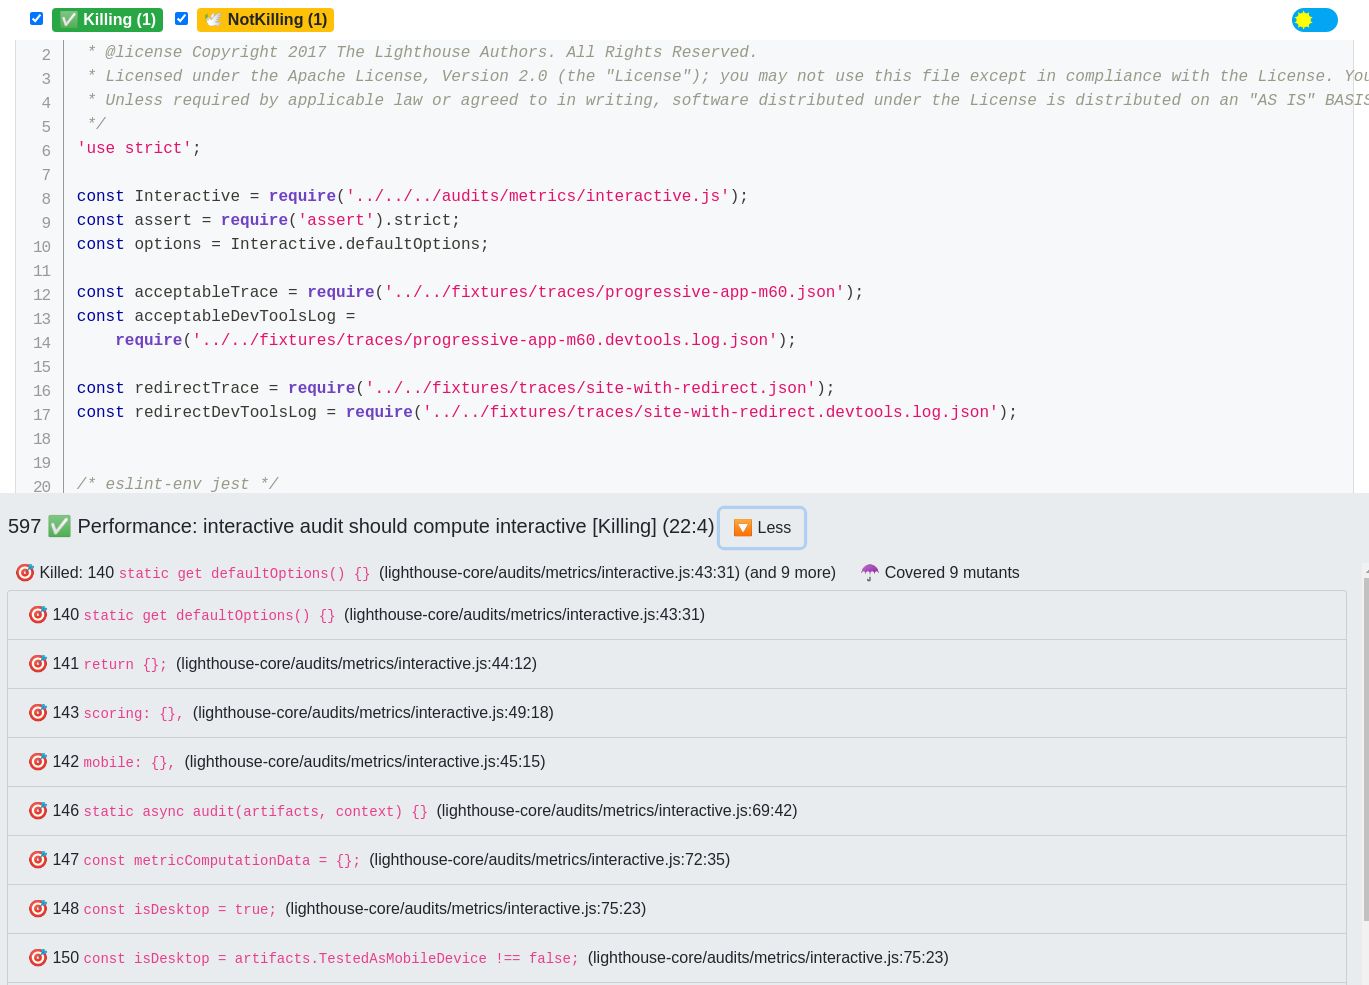 ✅ Killing (1) 🕊️ NotKilling (1)
2 * @license Copyright 2017 The Lighthouse Authors. All Rights Reserved.
3 * Licensed under the Apache License, Version 2.0 (the "License"); you may not use this file except in compliance with the License. You
4 * Unless required by applicable law or agreed to in writing, software distributed under the License is distributed on an "AS IS" BASIS
5 */
6 'use strict';
7
8 const Interactive = require('../../../audits/metrics/interactive.js');
9 const assert = require('assert').strict;
10 const options = Interactive.defaultOptions;
11
12 const acceptableTrace = require('../../fixtures/traces/progressive-app-m60.json');
13 const acceptableDevToolsLog =
14     require('../../fixtures/traces/progressive-app-m60.devtools.log.json');
15
16 const redirectTrace = require('../../fixtures/traces/site-with-redirect.json');
17 const redirectDevToolsLog = require('../../fixtures/traces/site-with-redirect.devtools.log.json');
18
19
20 /* eslint-env jest */
597 ✅ Performance: interactive audit should compute interactive [Killing] (22:4) 🔽 Less
🎯 Killed: 140 static get defaultOptions() {} (lighthouse-core/audits/metrics/interactive.js:43:31) (and 9 more) ☂️ Covered 9 mutants
🎯 140 static get defaultOptions() {} (lighthouse-core/audits/metrics/interactive.js:43:31)
🎯 141 return {}; (lighthouse-core/audits/metrics/interactive.js:44:12)
🎯 143 scoring: {}, (lighthouse-core/audits/metrics/interactive.js:49:18)
🎯 142 mobile: {}, (lighthouse-core/audits/metrics/interactive.js:45:15)
🎯 146 static async audit(artifacts, context) {} (lighthouse-core/audits/metrics/interactive.js:69:42)
🎯 147 const metricComputationData = {}; (lighthouse-core/audits/metrics/interactive.js:72:35)
🎯 148 const isDesktop = true; (lighthouse-core/audits/metrics/interactive.js:75:23)
🎯 150 const isDesktop = artifacts.TestedAsMobileDevice !== false; (lighthouse-core/audits/metrics/interactive.js:75:23)